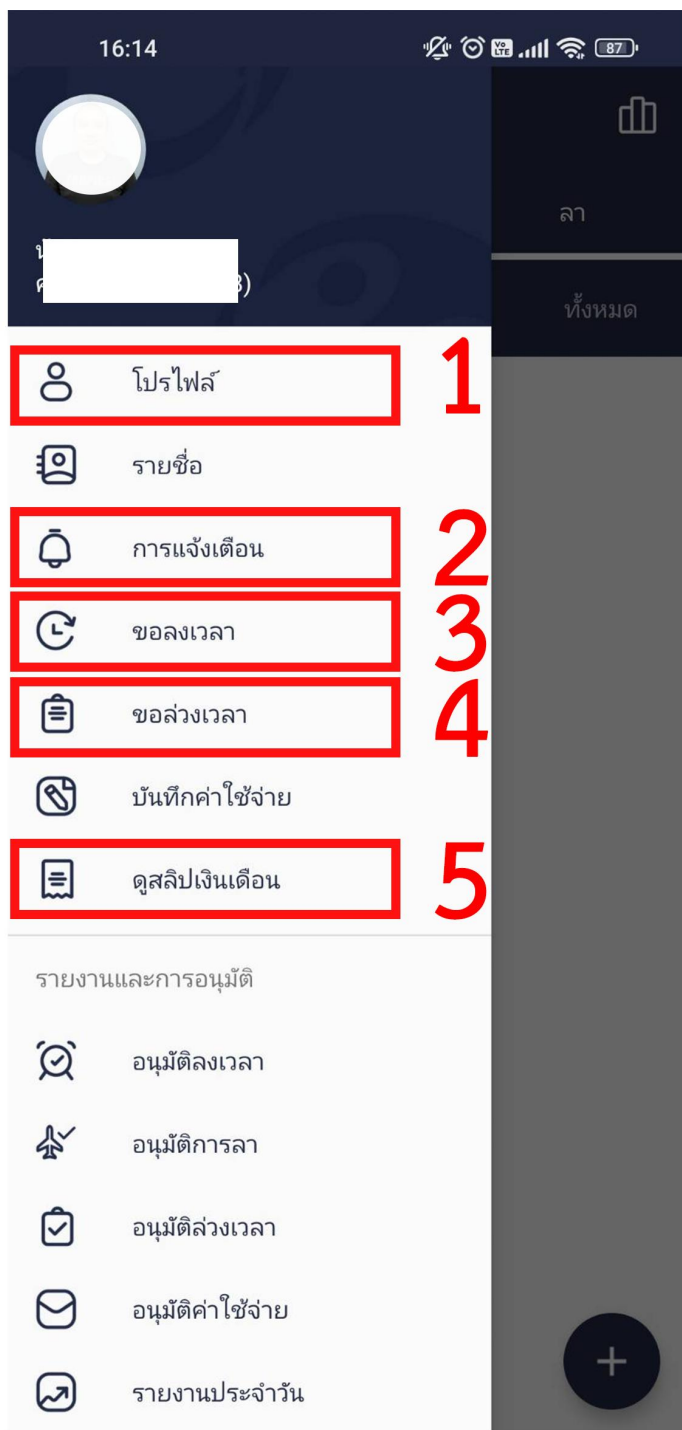 16:14
Vo LTE 87
ลา
ทั้งหมด
โปรไฟล์ 1
รายชื่อ
การแจ้งเตือน 2
ขอลงเวลา 3
ขอล่วงเวลา 4
บันทึกค่าใช้จ่าย
ดูสลิปเงินเดือน 5
รายงานและการอนุมัติ
อนุมัติลงเวลา
อนุมัติการลา
อนุมัติล่วงเวลา
อนุมัติค่าใช้จ่าย
รายงานประจำวัน